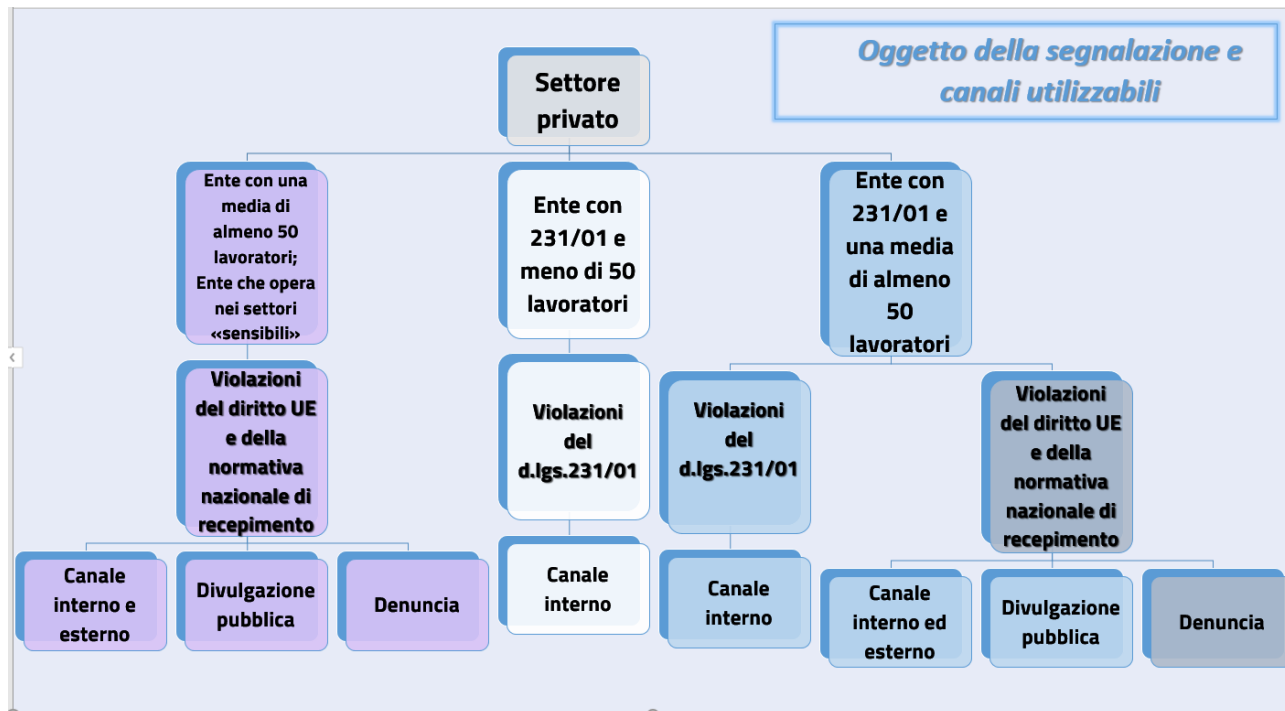 Oggetto della segnalazione e
canali utilizzabili
Settore
privato
Ente con una
media di
almeno 50
lavoratori;
Ente che opera
nei settori
«sensibili»
Ente con
231/01 e
meno di 50
lavoratori
Ente con
231/01 e
una media
di almeno
50
lavoratori
Violazioni
del diritto UE
e della
normativa
nazionale di
recepimento
Violazioni
del
d.lgs.231/01
Violazioni
del
d.lgs.231/01
Violazioni
del diritto UE
e della
normativa
nazionale di
recepimento
Canale
interno e
esterno
Divulgazione
pubblica
Denuncia
Canale
interno
Canale
interno
Canale
interno ed
esterno
Divulgazione
pubblica
Denuncia